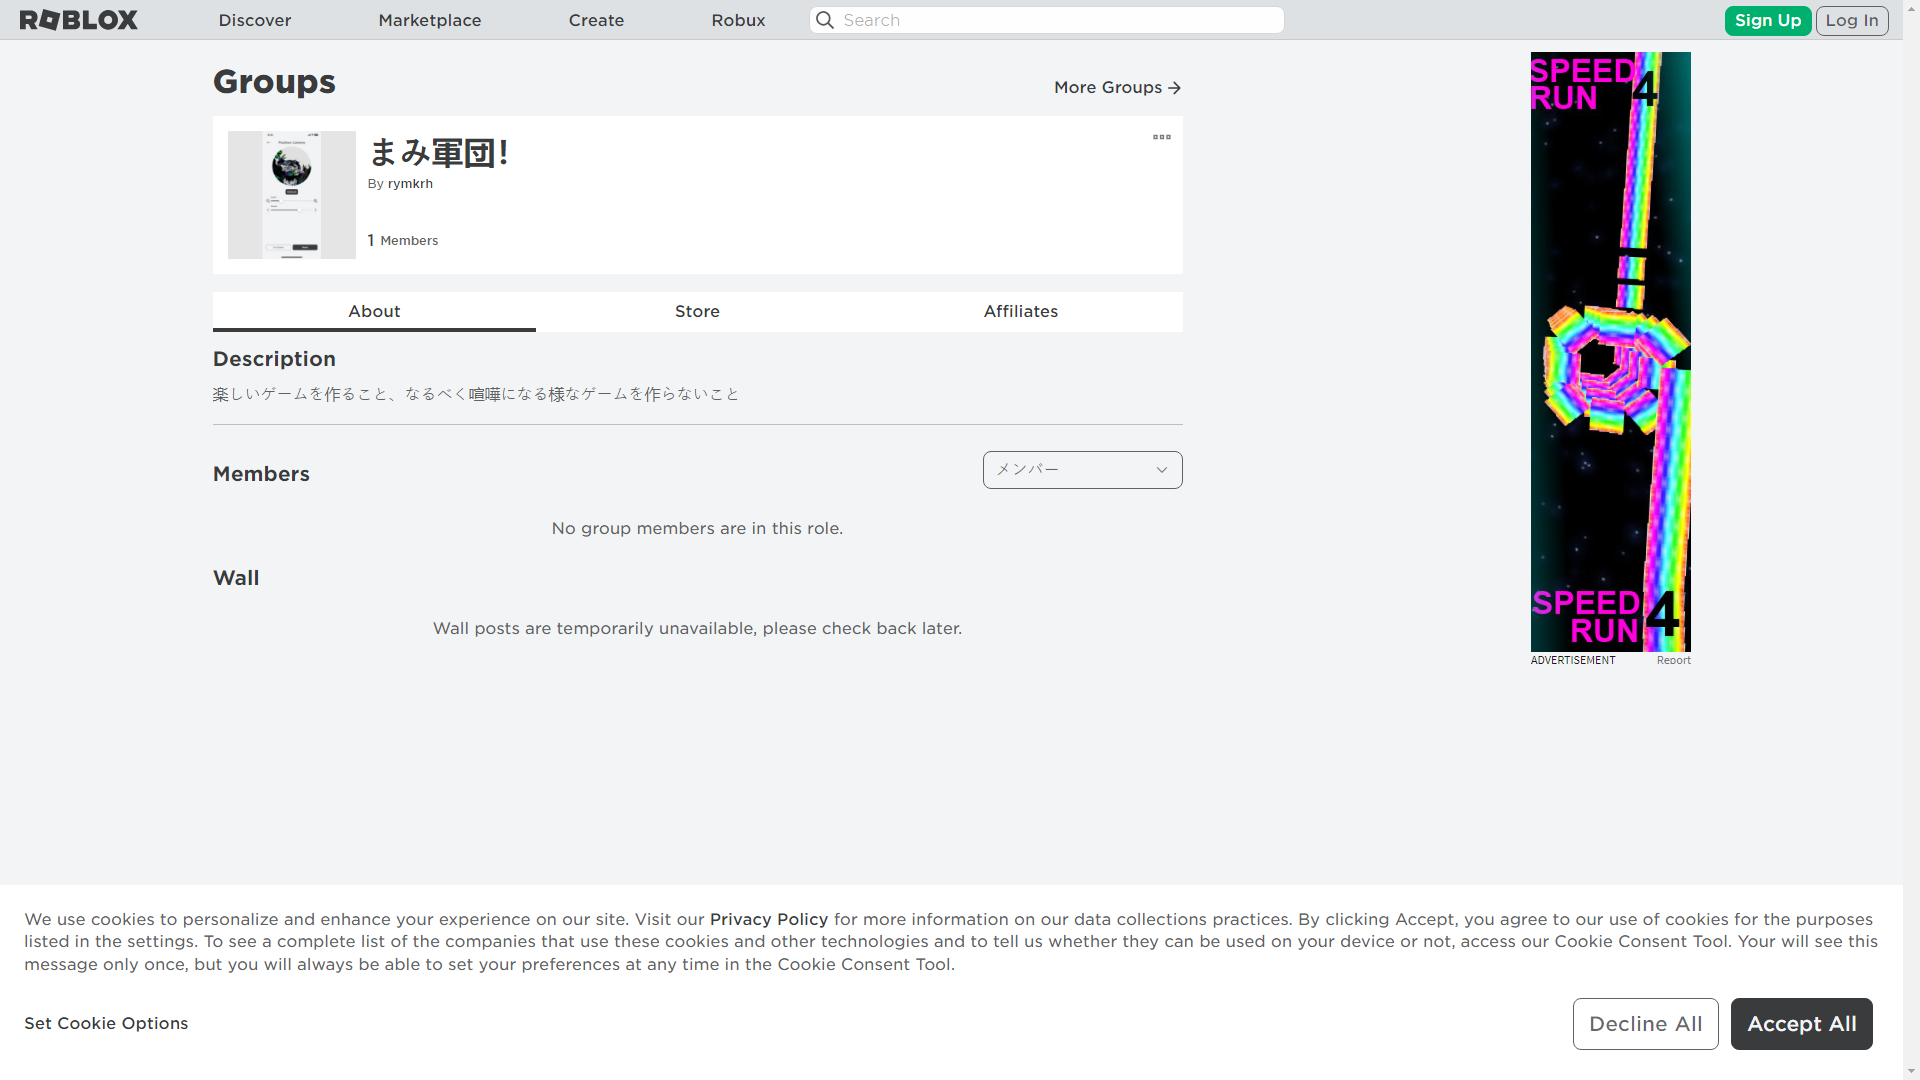 ROBLOX
Discover
Marketplace
Create
Robux
Search
Sign Up
Log In
Groups
More Groups
まみ軍団!
By rymkrh
1 Members
About
Store
Affiliates
Description
楽しいゲームを作ること、なるべく喧嘩になる様なゲームを作らないこと
Members
メンバー
No group members are in this role.
Wall
Wall posts are temporarily unavailable, please check back later.
SPEED
RUN 4
SPEED
RUN 4
ADVERTISEMENT
Report
We use cookies to personalize and enhance your experience on our site. Visit our Privacy Policy for more information on our data collections practices. By clicking Accept, you agree to our use of cookies for the purposes
listed in the settings. To see a complete list of the companies that use these cookies and other technologies and to tell us whether they can be used on your device or not, access our Cookie Consent Tool. Your will see this
message only once, but you will always be able to set your preferences at any time in the Cookie Consent Tool.
Set Cookie Options
Decline All
Accept All